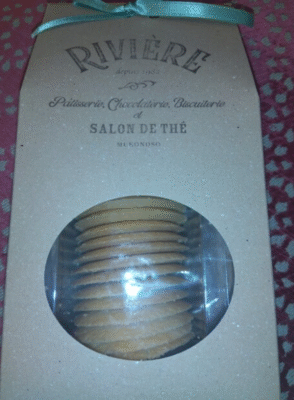 RIVIÈRE
Pâtisserie, Chocolaterie, Biscuiterie
et
SALON DE THÉ